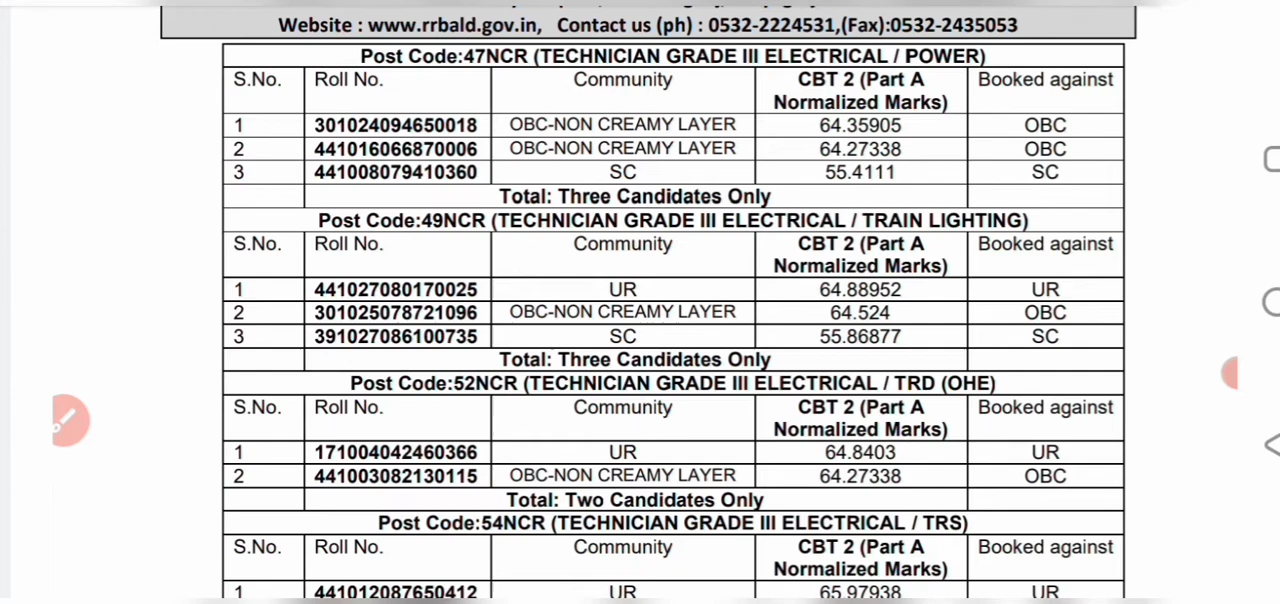 Website : www.rrbald.gov.in, Contact us (ph) : 0532-2224531,(Fax):0532-2435053
Post Code:47NCR (TECHNICIAN GRADE III ELECTRICAL / POWER)
S.No. Roll No. Community CBT 2 (Part A Normalized Marks) Booked against
1 301024094650018 OBC-NON CREAMY LAYER 64.35905 OBC
2 441016066870006 OBC-NON CREAMY LAYER 64.27338 OBC
3 441008079410360 SC 55.4111 SC
Total: Three Candidates Only
Post Code:49NCR (TECHNICIAN GRADE III ELECTRICAL / TRAIN LIGHTING)
S.No. Roll No. Community CBT 2 (Part A Normalized Marks) Booked against
1 441027080170025 UR 64.88952 UR
2 301025078721096 OBC-NON CREAMY LAYER 64.524 OBC
3 391027086100735 SC 55.86877 SC
Total: Three Candidates Only
Post Code:52NCR (TECHNICIAN GRADE III ELECTRICAL / TRD (OHE)
S.No. Roll No. Community CBT 2 (Part A Normalized Marks) Booked against
1 171004042460366 UR 64.8403 UR
2 441003082130115 OBC-NON CREAMY LAYER 64.27338 OBC
Total: Two Candidates Only
Post Code:54NCR (TECHNICIAN GRADE III ELECTRICAL / TRS)
S.No. Roll No. Community CBT 2 (Part A Normalized Marks) Booked against
1 441012087650412 UR 65.97938 UR